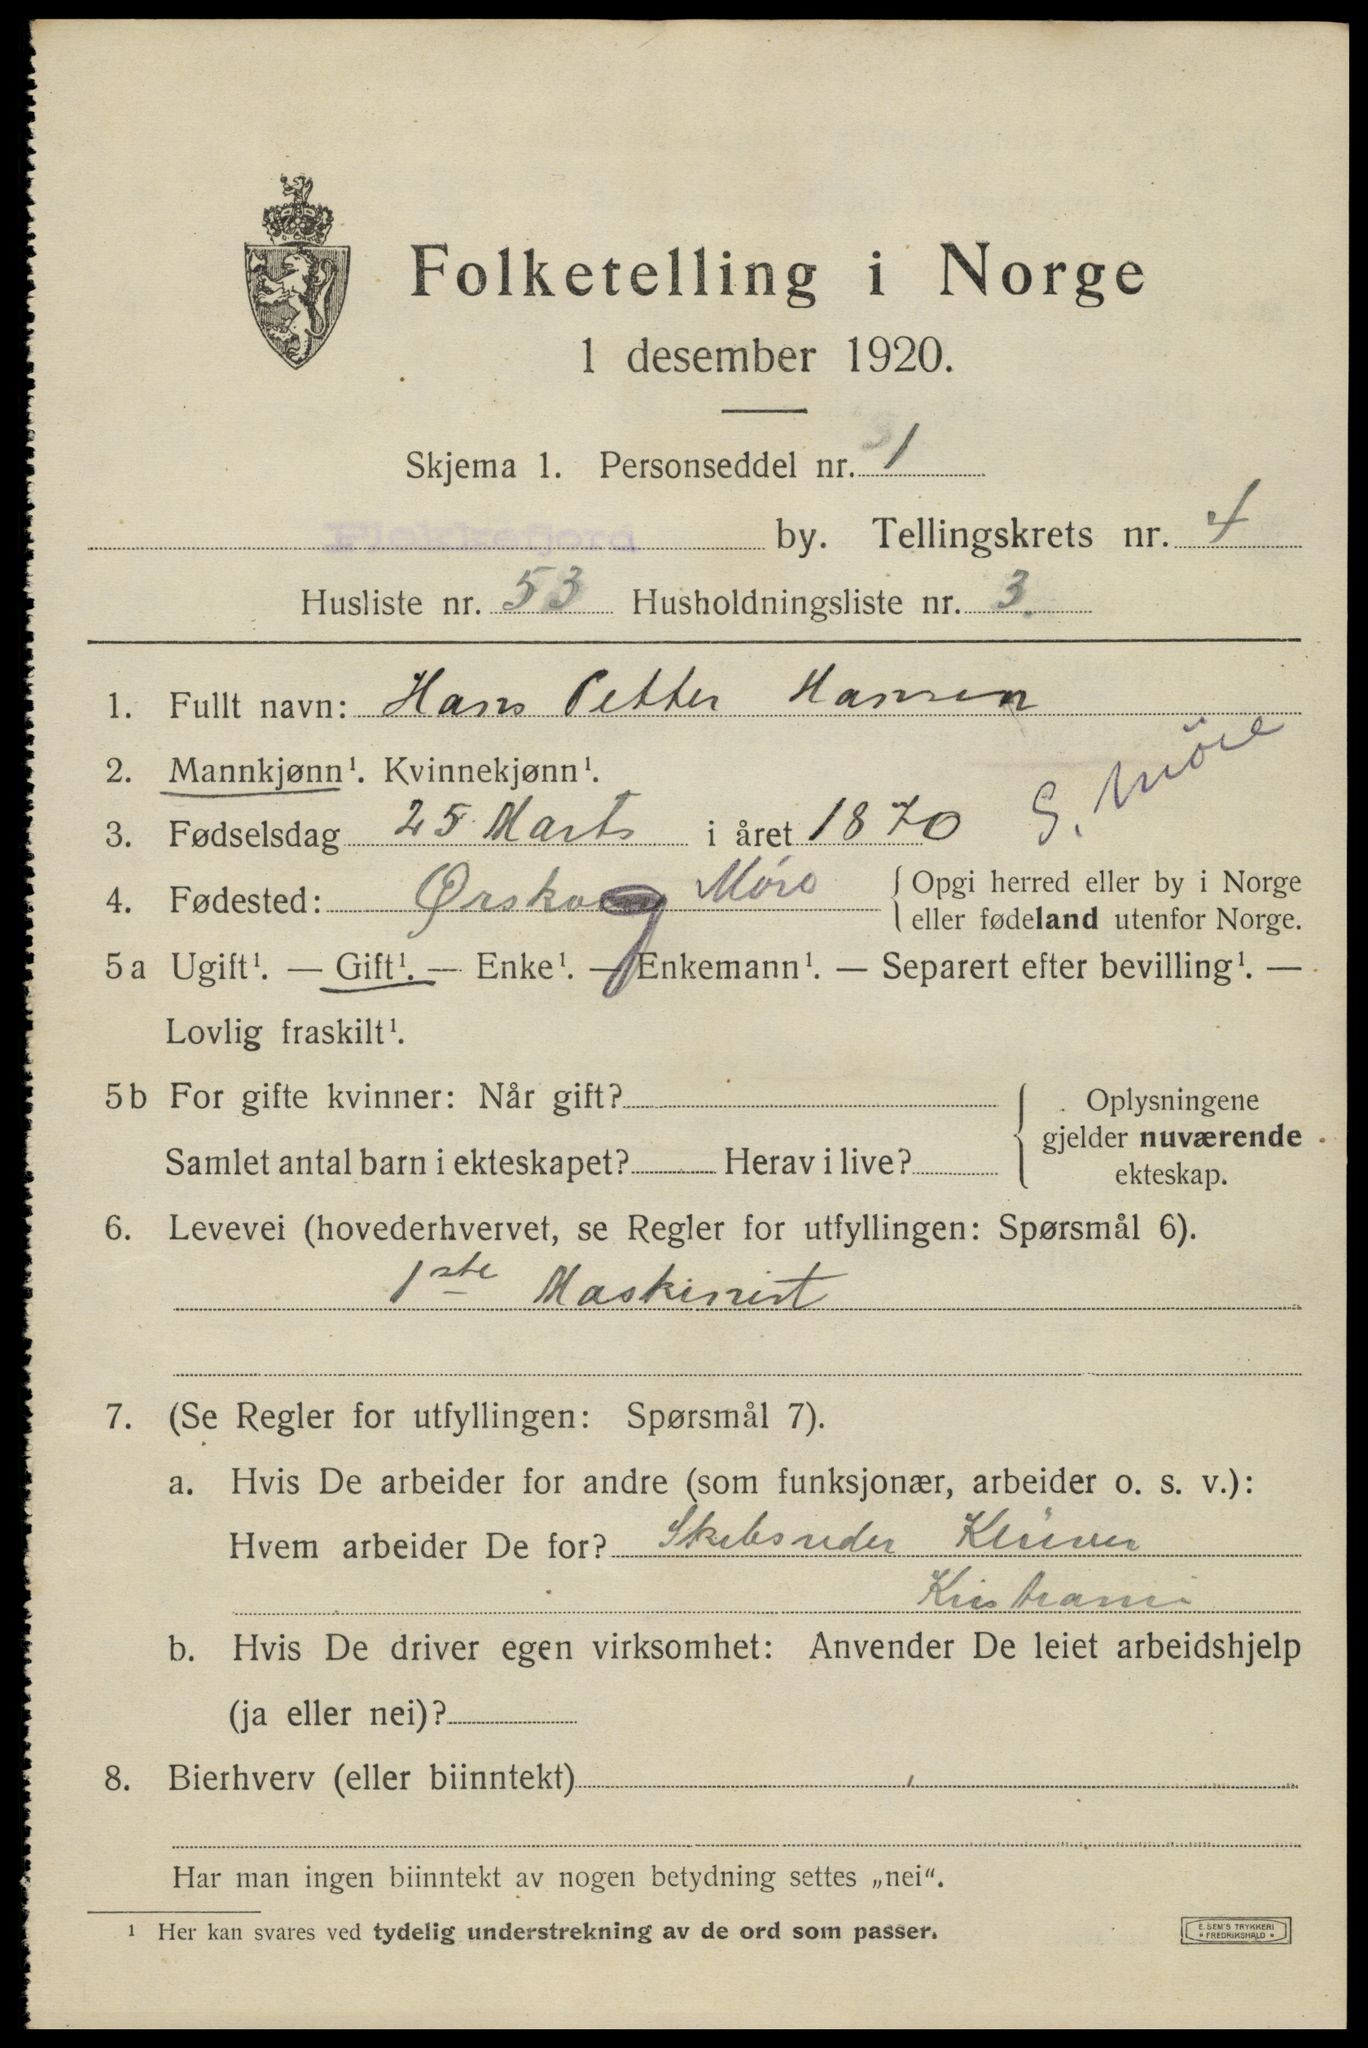 Folketelling i Norge
1 desember 1920.
Skjema 1. Personseddel nr. 1
Flekkefjord by. Tellingskrets nr. 4
Husliste nr. 53 Husholdningsliste nr. 3
1. Fullt navn: Hans Petter Hansen
2. Mannkjønn¹. Kvinnekjønn¹.
S. Möre
3. Fødselsdag 25 Marts i året 1870
4. Fødested: Ørskog Møre { Opgi herred eller by i Norge
eller fødeland utenfor Norge.
5a Ugift¹. — Gift¹. — Enke¹. — Enkemann¹. — Separert efter bevilling¹. —
Lovlig fraskilt¹.
5b For gifte kvinner: Når gift? { Oplysningene
gjelder nuværende
Samlet antal barn i ekteskapet? Herav i live? ekteskap.
6. Levevei (hovederhvervet, se Regler for utfyllingen: Spørsmål 6).
1ste Maskinist
7. (Se Regler for utfyllingen: Spørsmål 7).
a. Hvis De arbeider for andre (som funksjonær, arbeider o. s. v.):
Hvem arbeider De for? Skibsreder Klüver
Kristiania
b. Hvis De driver egen virksomhet: Anvender De leiet arbeidshjelp
(ja eller nei)?
8. Bierhverv (eller biinntekt)
Har man ingen biinntekt av nogen betydning settes „nei“.
¹ Her kan svares ved tydelig understrekning av de ord som passer.
E. SEM'S TRYKKERI
* FREDRIKSHALD *